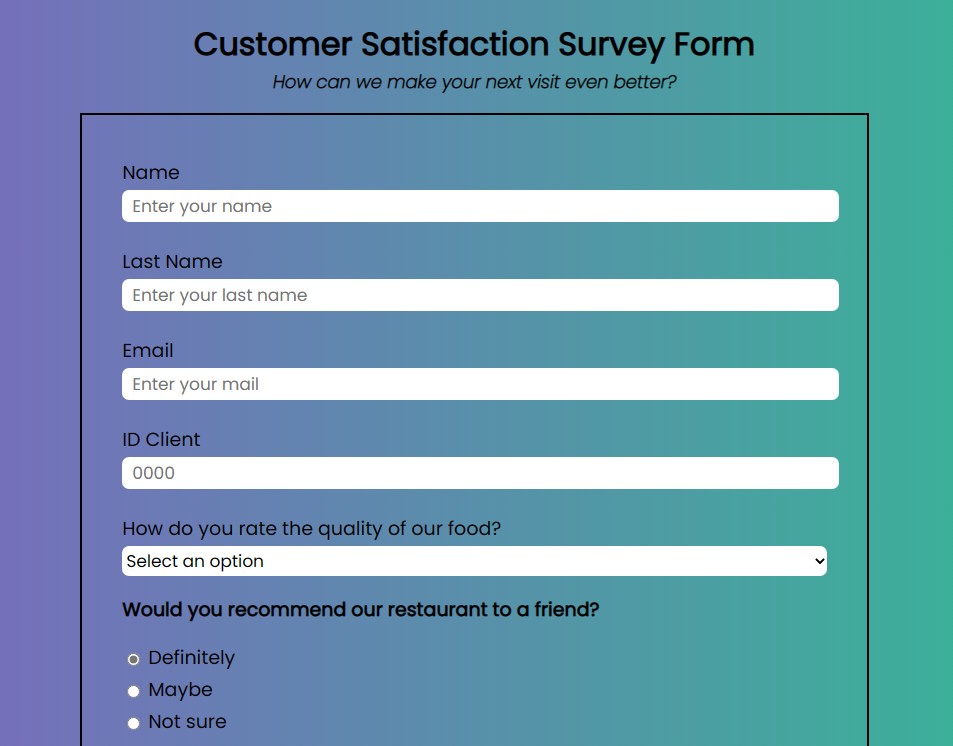 Customer Satisfaction Survey Form
How can we make your next visit even better?
Name
Enter your name
Last Name
Enter your last name
Email
Enter your mail
ID Client
0000
How do you rate the quality of our food?
Select an option
Would you recommend our restaurant to a friend?
Definitely
Maybe
Not sure